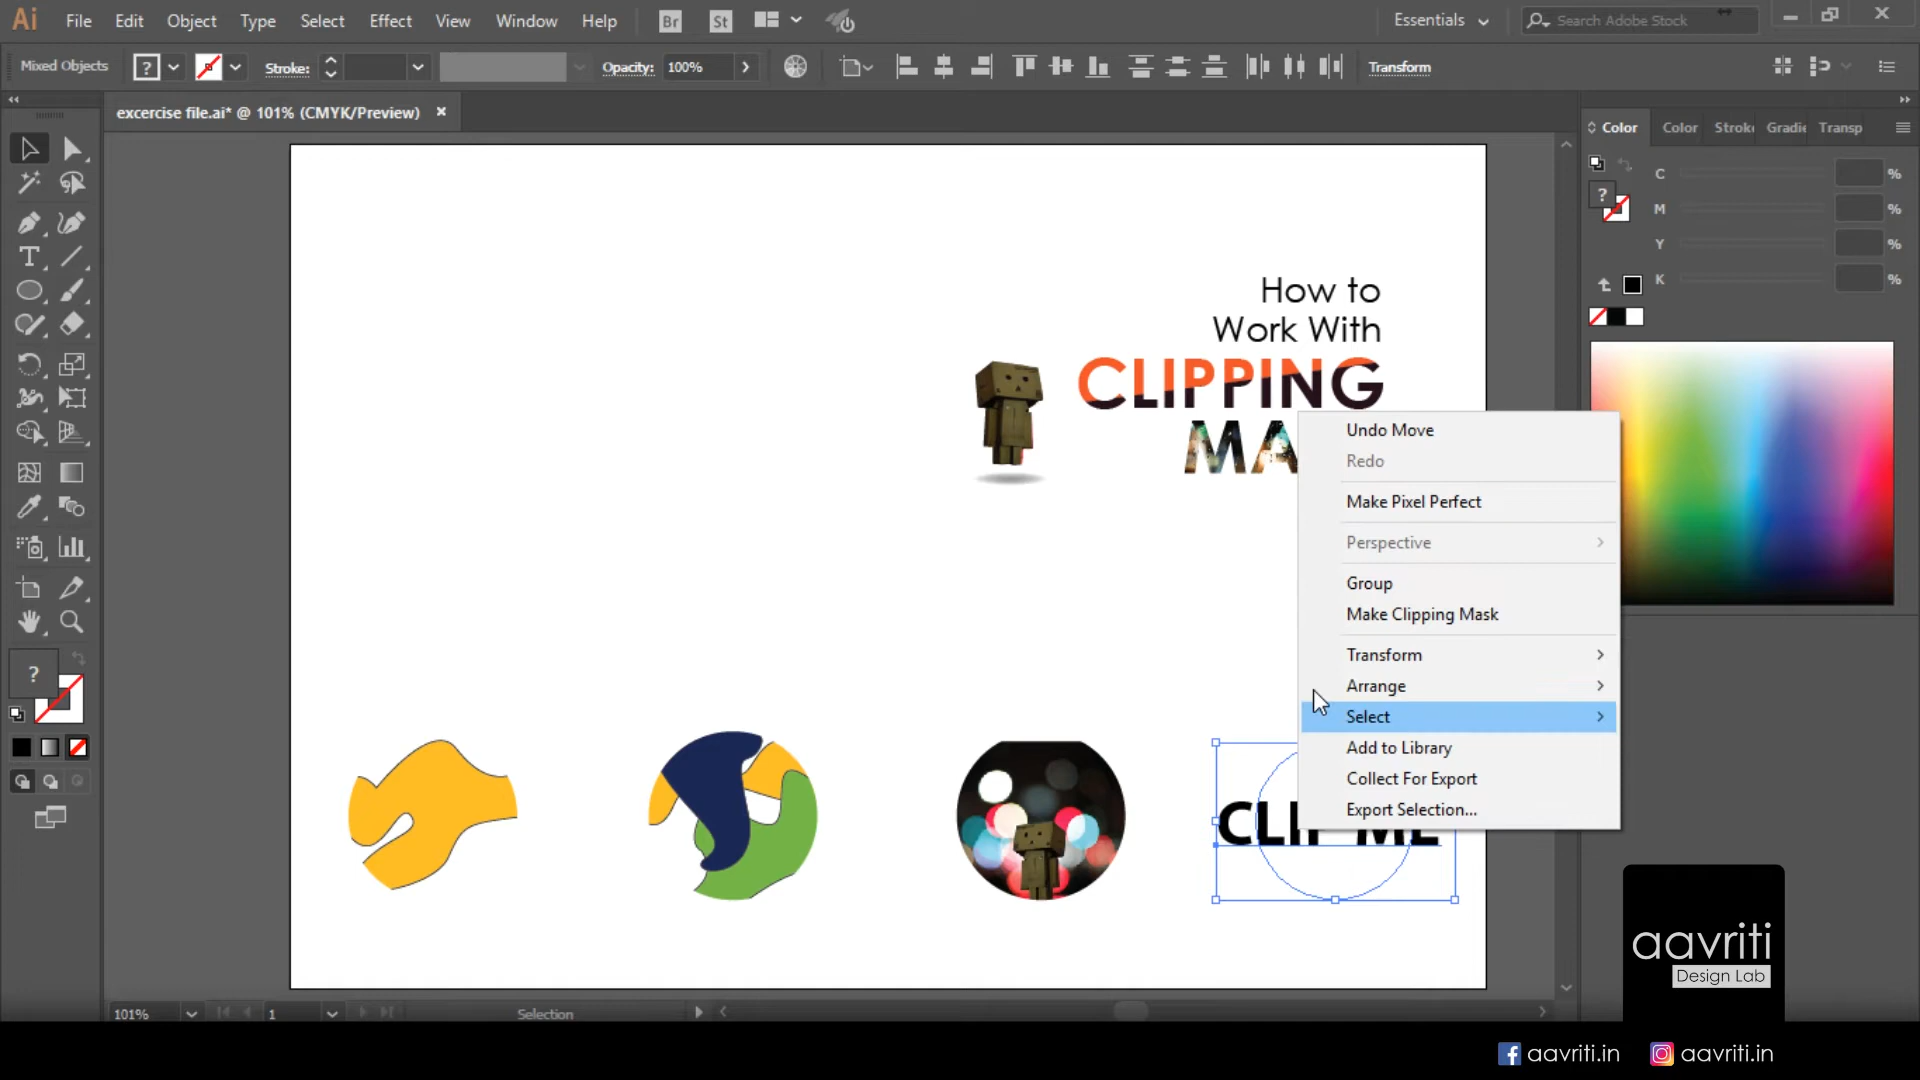 Ai File Edit Object Type Select Effect View Window Help Br St Essentials Search Adobe Stock
Mixed Objects ? Stroke: Opacity: 100% Transform
excercise file.ai* @ 101% (CMYK/Preview)
Color Color Stroke Gradie Transp
C %
M %
Y %
K %
?
How to
Work With
CLIPPING
MA
Undo Move
Redo
Make Pixel Perfect
Perspective
Group
Make Clipping Mask
Transform
Arrange
Select
Add to Library
Collect For Export
Export Selection...
?
CLIP ME
aavriti
Design Lab
101% 1 Selection
aavriti.in aavriti.in